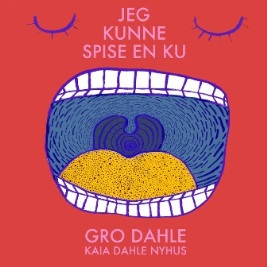 JEG
KUNNE
SPISE EN KU
GRO DAHLE
KAIA DAHLE NYHUS